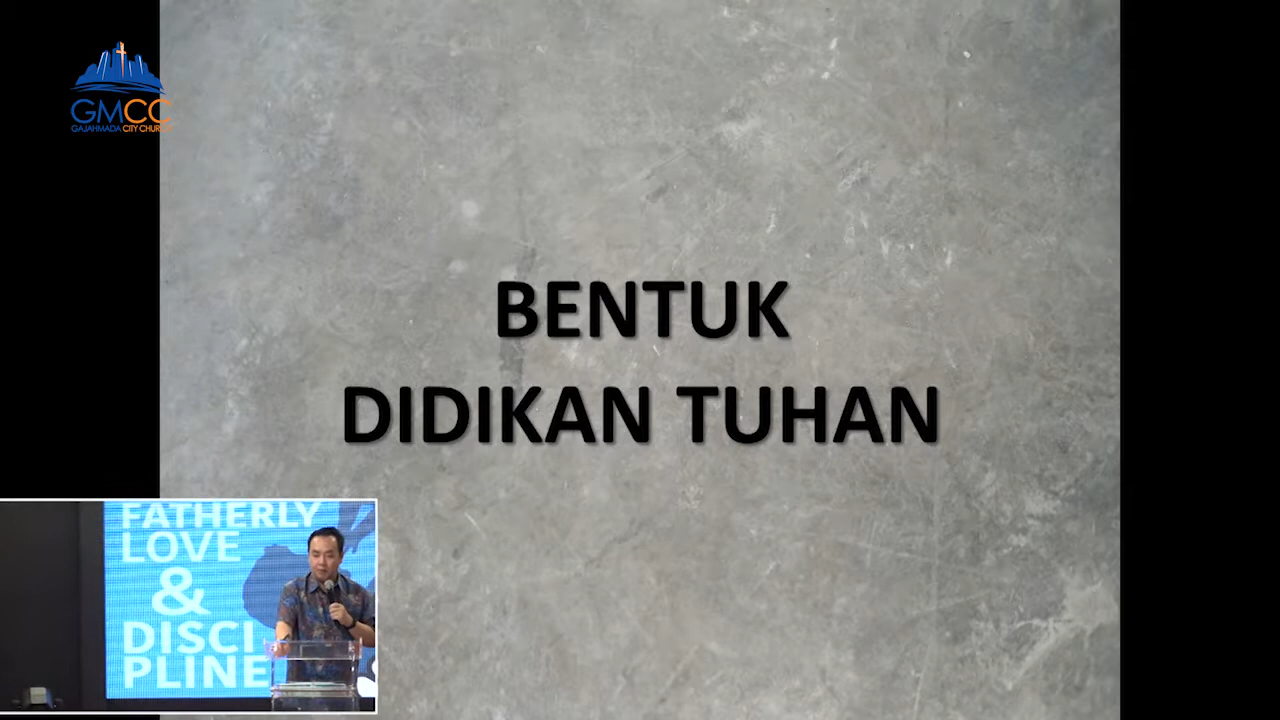 GMCC
GAJAHMADA CITY CHURCH
BENTUK
DIDIKAN TUHAN
FATHERLY
LOVE
&
DISCI
PLINE